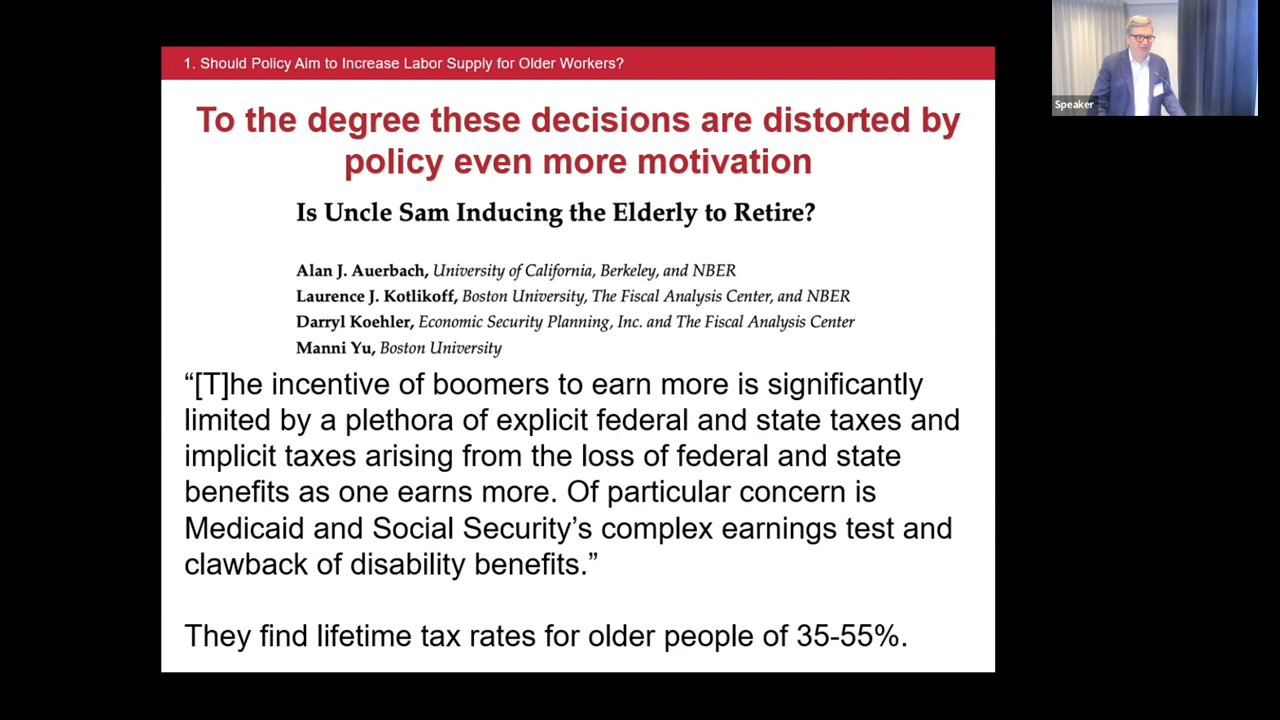 1. Should Policy Aim to Increase Labor Supply for Older Workers?
To the degree these decisions are distorted by
policy even more motivation
Is Uncle Sam Inducing the Elderly to Retire?
Alan J. Auerbach, University of California, Berkeley, and NBER
Laurence J. Kotlikoff, Boston University, The Fiscal Analysis Center, and NBER
Darryl Koehler, Economic Security Planning, Inc. and The Fiscal Analysis Center
Manni Yu, Boston University
“[T]he incentive of boomers to earn more is significantly
limited by a plethora of explicit federal and state taxes and
implicit taxes arising from the loss of federal and state
benefits as one earns more. Of particular concern is
Medicaid and Social Security’s complex earnings test and
clawback of disability benefits.”
They find lifetime tax rates for older people of 35-55%.
Speaker